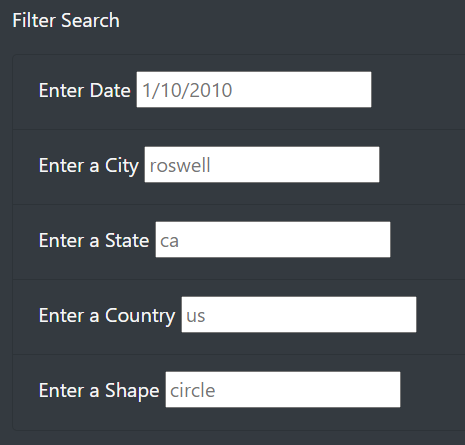 Filter Search
Enter Date 1/10/2010
Enter a City roswell
Enter a State ca
Enter a Country us
Enter a Shape circle